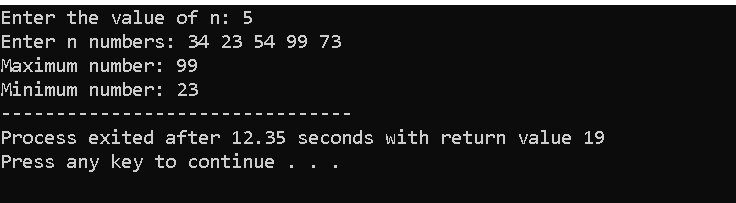 Enter the value of n: 5
Enter n numbers: 34 23 54 99 73
Maximum number: 99
Minimum number: 23
--------------------------------
Process exited after 12.35 seconds with return value 19
Press any key to continue . . .